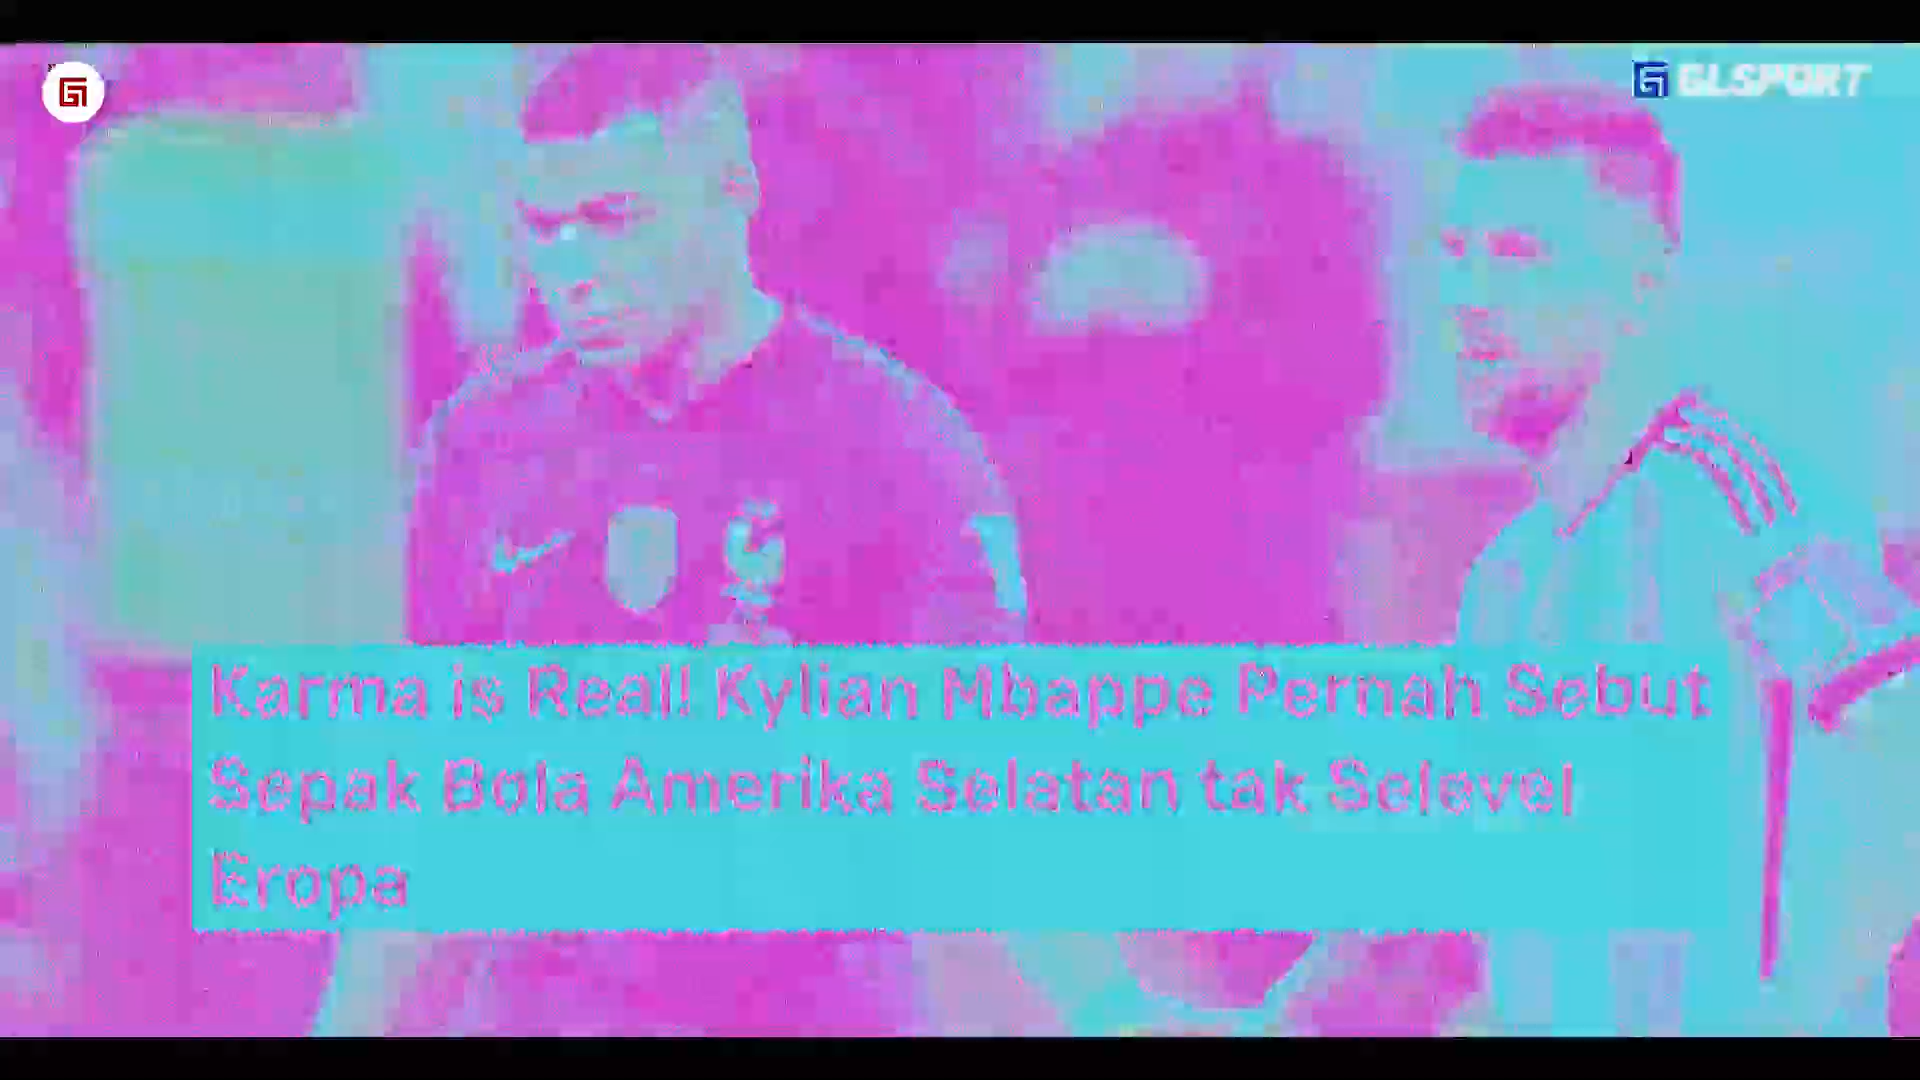 GLSPORT
Karma is Real! Kylian Mbappe Pernah Sebut
Sepak Bola Amerika Selatan tak Selevel
Eropa